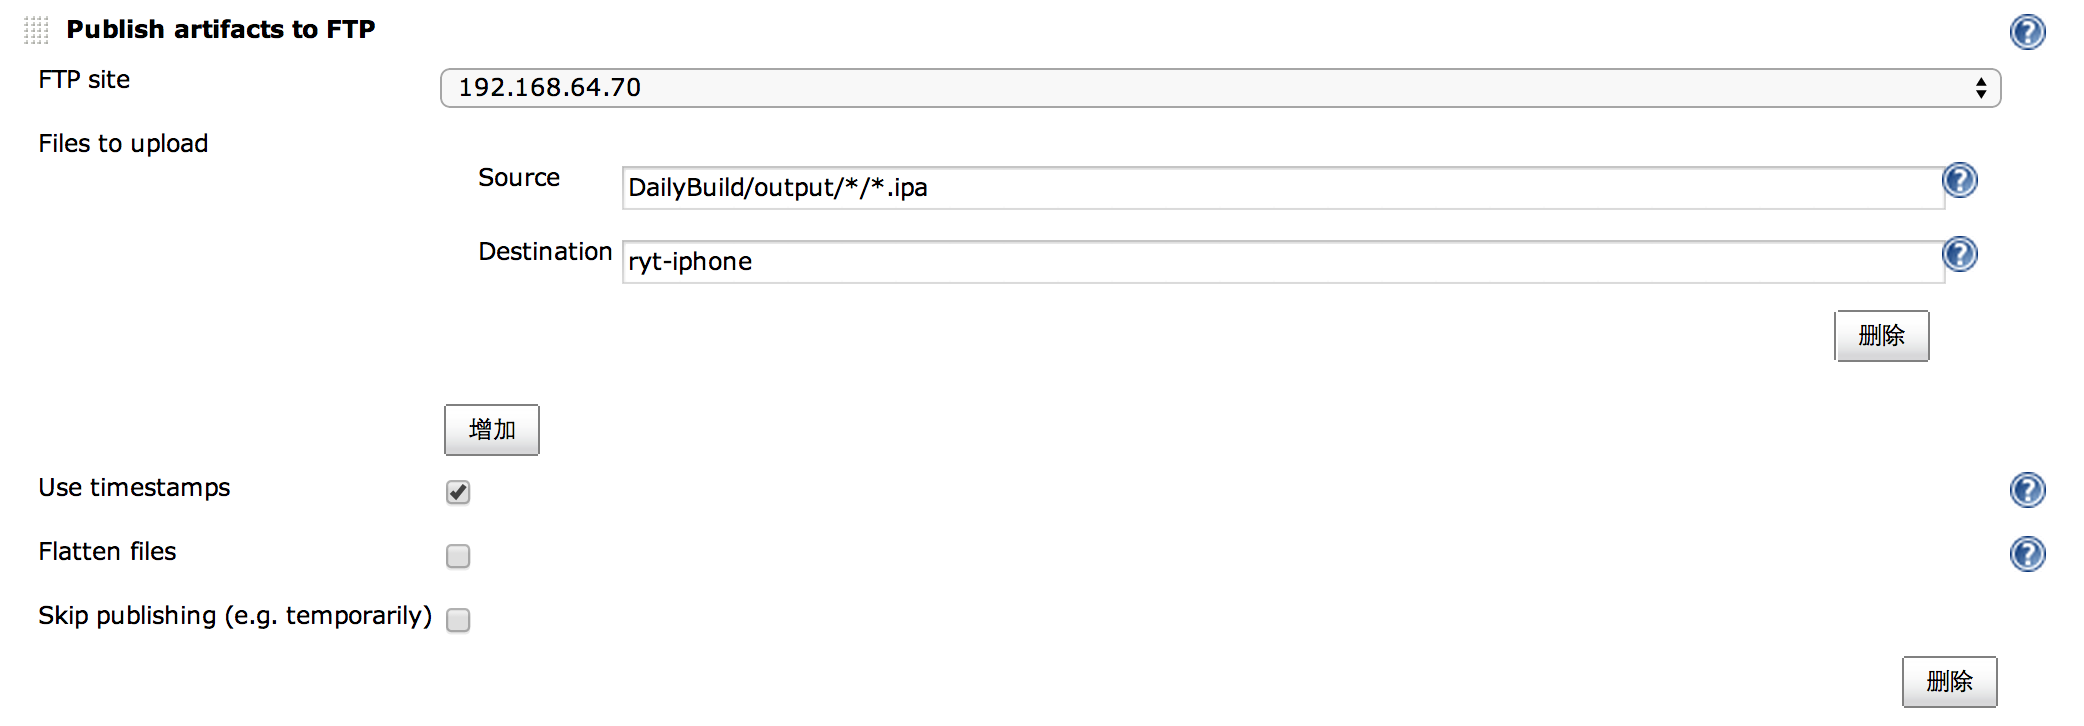 Publish artifacts to FTP
FTP site
192.168.64.70
Files to upload
Source
DailyBuild/output/*/*.ipa
Destination
ryt-iphone
删除
增加
Use timestamps
Flatten files
Skip publishing (e.g. temporarily)
删除